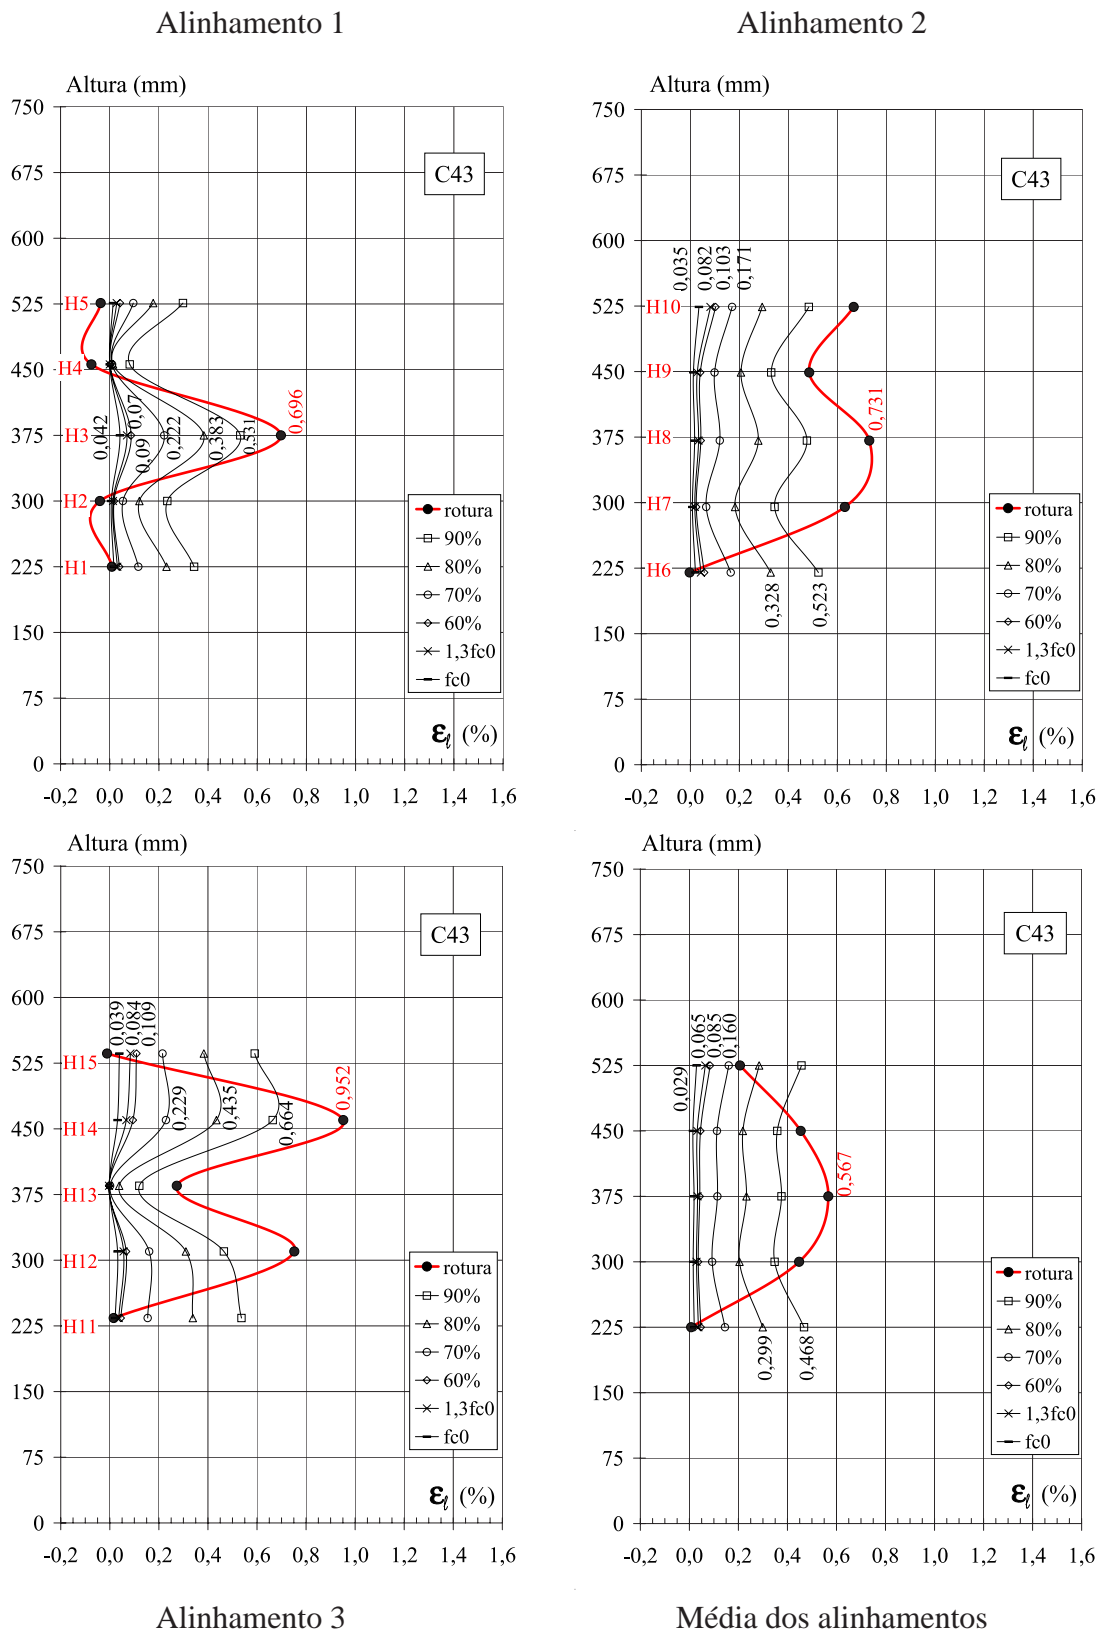 Alinhamento 1
Altura (mm)
750
675
600
525
450
375
300
225
150
75
0
-0,2 0,0 0,2 0,4 0,6 0,8 1,0 1,2 1,4 1,6
C43
H5
H4
H3
H2
H1
0,042
0,07
0,09
0,222
0,383
0,531
0,696
rotura
90%
80%
70%
60%
1,3fc0
fc0
εℓ (%)
Alinhamento 2
Altura (mm)
750
675
600
525
450
375
300
225
150
75
0
-0,2 0,0 0,2 0,4 0,6 0,8 1,0 1,2 1,4 1,6
C43
H10
H9
H8
H7
H6
0,035
0,082
0,103
0,171
0,731
0,328
0,523
rotura
90%
80%
70%
60%
1,3fc0
fc0
εℓ (%)
Altura (mm)
750
675
600
525
450
375
300
225
150
75
0
-0,2 0,0 0,2 0,4 0,6 0,8 1,0 1,2 1,4 1,6
C43
H15
H14
H13
H12
H11
0,039
0,084
0,109
0,229
0,435
0,664
0,952
rotura
90%
80%
70%
60%
1,3fc0
fc0
εℓ (%)
Alinhamento 3
Altura (mm)
750
675
600
525
450
375
300
225
150
75
0
-0,2 0,0 0,2 0,4 0,6 0,8 1,0 1,2 1,4 1,6
C43
0,029
0,065
0,085
0,160
0,567
0,299
0,468
rotura
90%
80%
70%
60%
1,3fc0
fc0
εℓ (%)
Média dos alinhamentos